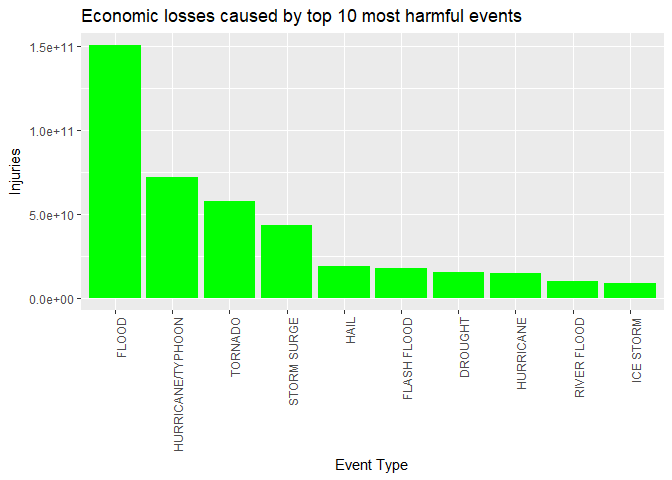 Economic losses caused by top 10 most harmful events
Injuries
1.5e+11
1.0e+11
5.0e+10
0.0e+00
FLOOD
HURRICANE/TYPHOON
TORNADO
STORM SURGE
HAIL
FLASH FLOOD
DROUGHT
HURRICANE
RIVER FLOOD
ICE STORM
Event Type